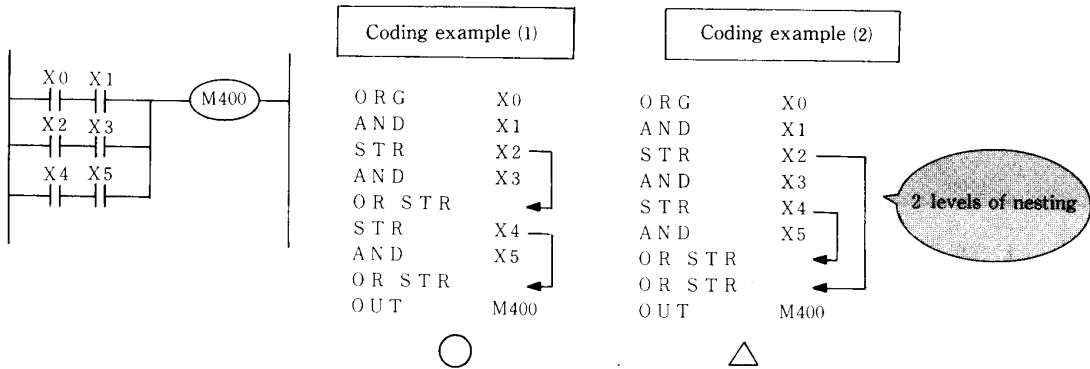 Coding example (1)
Coding example (2)
X0 X1
M400
X2 X3
X4 X5
ORG X0
AND X1
STR X2
AND X3
OR STR
STR X4
AND X5
OR STR
OUT M400
ORG X0
AND X1
STR X2
AND X3
STR X4
AND X5
OR STR
OR STR
OUT M400
2 levels of nesting